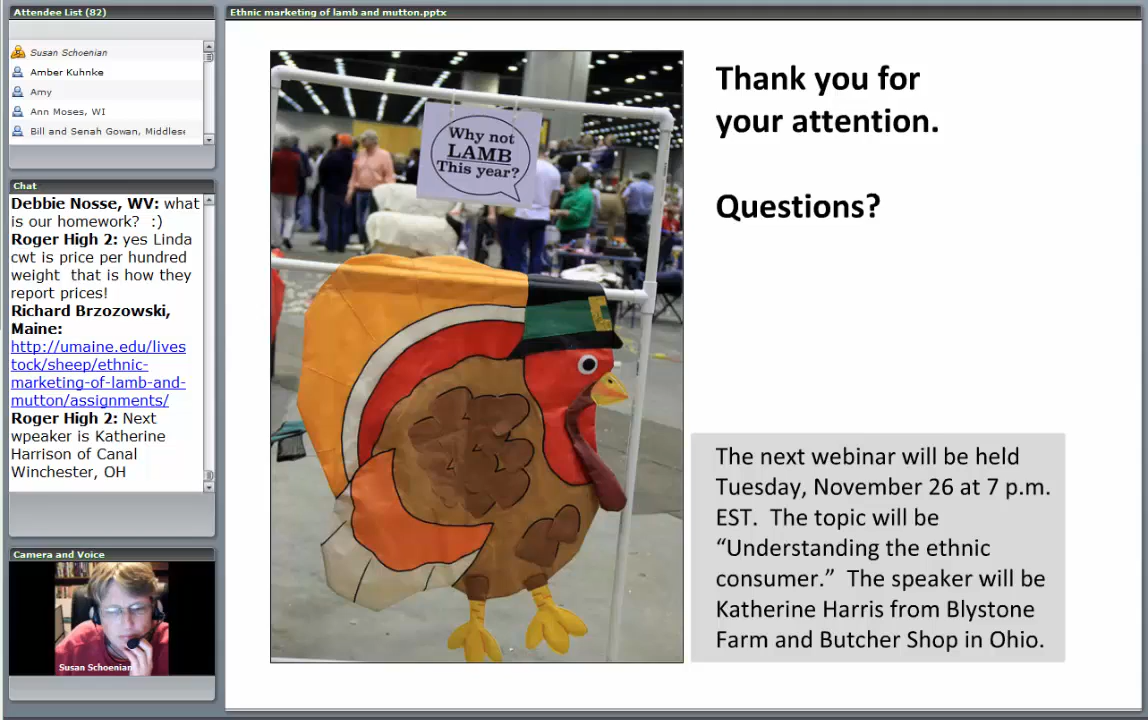 Attendee List (82)
Susan Schoenian
Amber Kuhnke
Amy
Ann Moses, WI
Bill and Senah Gowan, Middlese
Chat
Debbie Nosse, WV: what
is our homework? :)
Roger High 2: yes Linda
cwt is price per hundred
weight that is how they
report prices!
Richard Brzozowski,
Maine:
http://umaine.edu/lives
tock/sheep/ethnic-
marketing-of-lamb-and-
mutton/assignments/
Roger High 2: Next
wpeaker is Katherine
Harrison of Canal
Winchester, OH
Camera and Voice
Susan Schoenian
Ethnic marketing of lamb and mutton.pptx
Why not
LAMB
This year?
Thank you for
your attention.
Questions?
The next webinar will be held
Tuesday, November 26 at 7 p.m.
EST. The topic will be
“Understanding the ethnic
consumer.” The speaker will be
Katherine Harris from Blystone
Farm and Butcher Shop in Ohio.